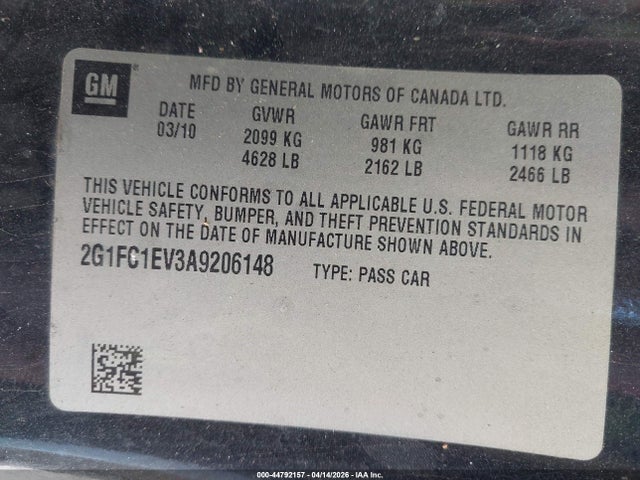 GM
MFD BY GENERAL MOTORS OF CANADA LTD.
DATE GVWR GAWR FRT GAWR RR
03/10 2099 KG 981 KG 1118 KG
4628 LB 2162 LB 2466 LB
THIS VEHICLE CONFORMS TO ALL APPLICABLE U.S. FEDERAL MOTOR
VEHICLE SAFETY, BUMPER, AND THEFT PREVENTION STANDARDS IN
EFFECT ON THE DATE OF MANUFACTURE SHOWN ABOVE.
2G1FC1EV3A9206148 TYPE: PASS CAR
000-44792157 - 04/14/2026 - IAA Inc.